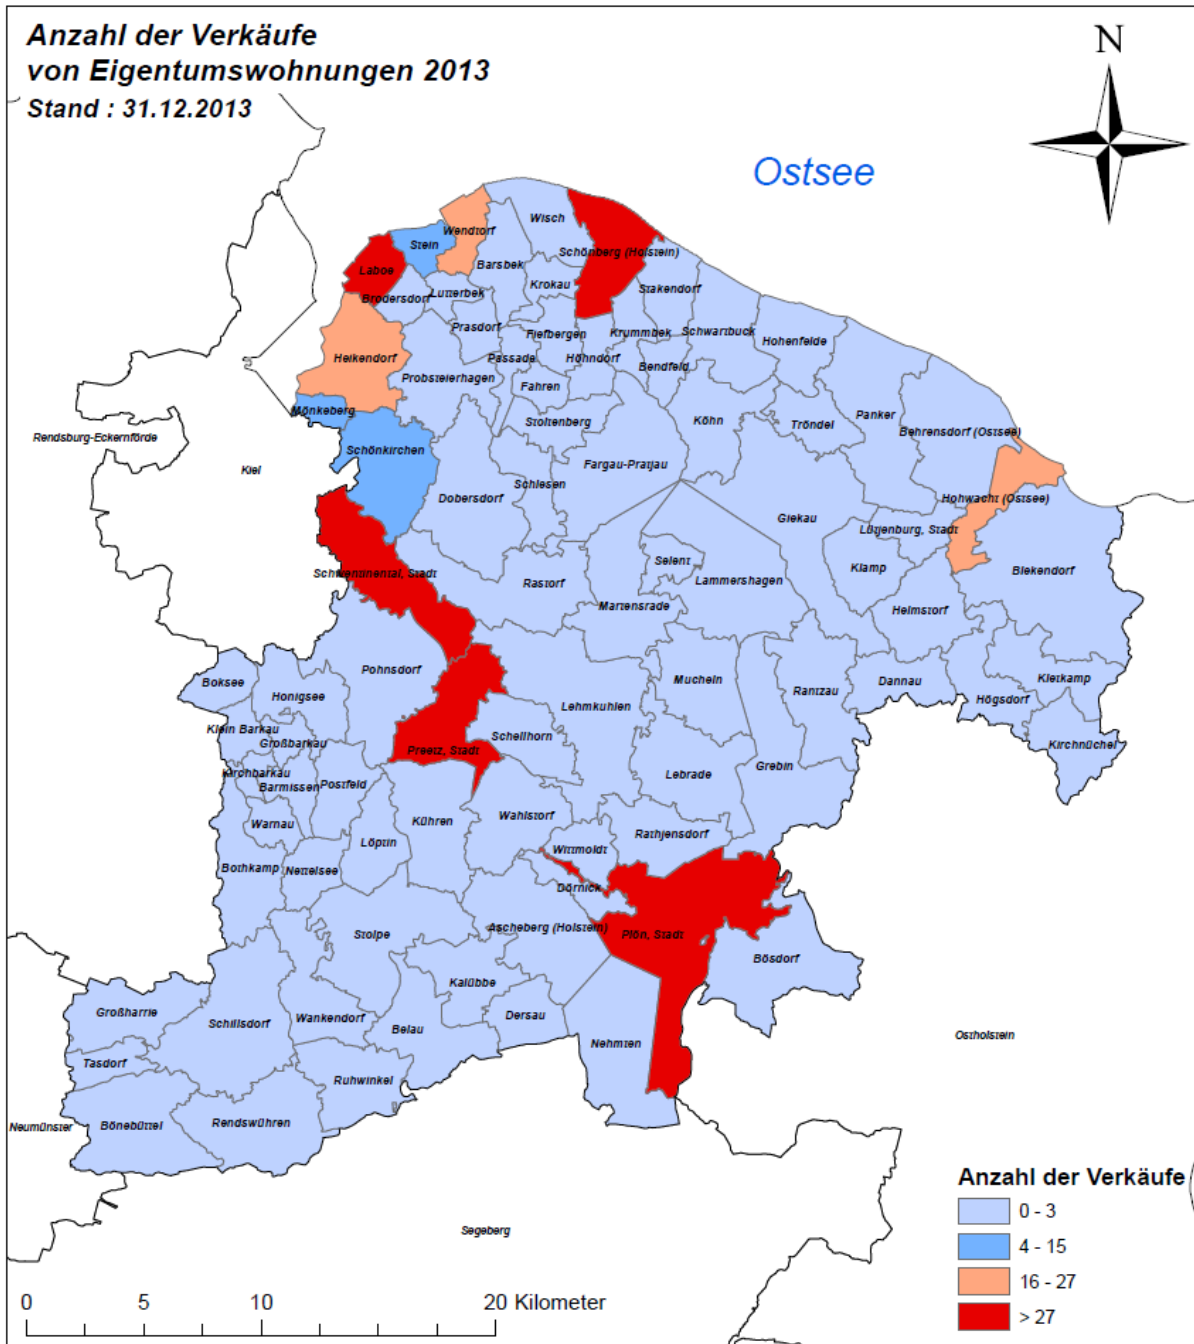 Anzahl der Verkäufe
von Eigentumswohnungen 2013
Stand : 31.12.2013
N
Ostsee
Wisch
Wendtorf
Stein
Schönberg (Holstein)
Barsbek
Laboe
Krokau
Stakendorf
Lutterbek
Brodersdorf
Prasdorf
Fiefbergen
Krummbek
Schwartbuck
Hohenfelde
Heikendorf
Passade
Höhndorf
Bendfeld
Probsteierhagen
Fahren
Mönkeberg
Stoltenberg
Köhn
Tröndel
Panker
Behrensdorf (Ostsee)
Rendsburg-Eckernförde
Schönkirchen
Kiel
Fargau-Pratjau
Schlesen
Dobersdorf
Hohwacht (Ostsee)
Giekau
Lütjenburg, Stadt
Selent
Klamp
Blekendorf
Schwentinental, Stadt
Rastorf
Lammershagen
Martensrade
Helmstorf
Pohnsdorf
Mucheln
Kletkamp
Boksee
Dannau
Honigsee
Rantzau
Högsdorf
Lehmkuhlen
Klein Barkau
Schellhorn
Großbarkau
Preetz, Stadt
Kirchnüchel
Grebin
Kirchbarkau
Lebrade
Barmissen
Postfeld
Wahlstorf
Warnau
Kühren
Rathjensdorf
Löptin
Wittmoldt
Bothkamp
Nettelsee
Dörnick
Ascheberg (Holstein)
Stolpe
Plön, Stadt
Bösdorf
Kalübbe
Großharrie
Schillsdorf
Wankendorf
Dersau
Belau
Ostholstein
Nehmten
Tasdorf
Ruhwinkel
Neumünster
Bönebüttel
Rendswühren
Segeberg
Anzahl der Verkäufe
0 - 3
4 - 15
16 - 27
> 27
0 5 10 20 Kilometer